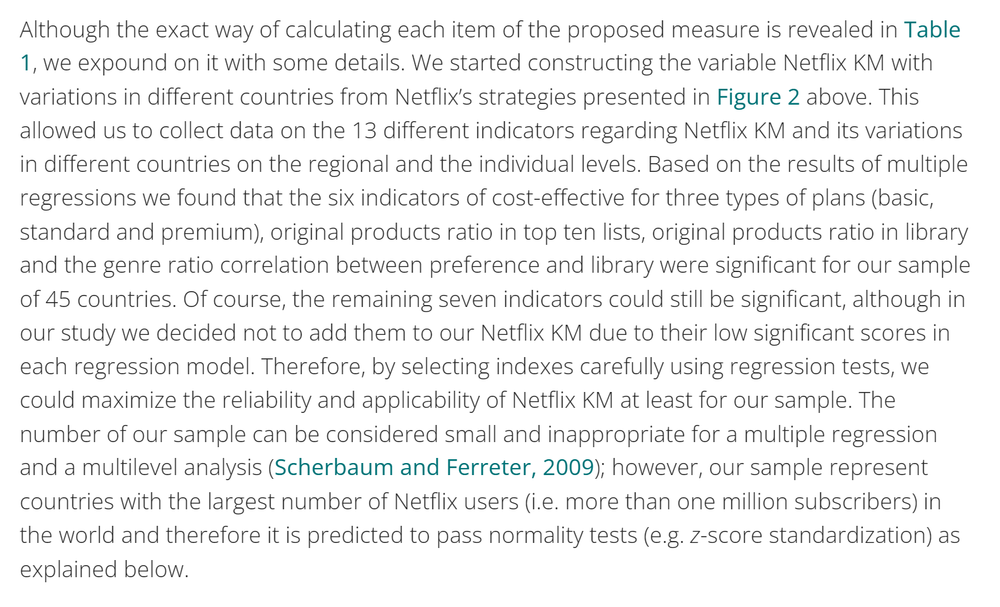 Although the exact way of calculating each item of the proposed measure is revealed in Table
1, we expound on it with some details. We started constructing the variable Netflix KM with
variations in different countries from Netflix’s strategies presented in Figure 2 above. This
allowed us to collect data on the 13 different indicators regarding Netflix KM and its variations
in different countries on the regional and the individual levels. Based on the results of multiple
regressions we found that the six indicators of cost-effective for three types of plans (basic,
standard and premium), original products ratio in top ten lists, original products ratio in library
and the genre ratio correlation between preference and library were significant for our sample
of 45 countries. Of course, the remaining seven indicators could still be significant, although in
our study we decided not to add them to our Netflix KM due to their low significant scores in
each regression model. Therefore, by selecting indexes carefully using regression tests, we
could maximize the reliability and applicability of Netflix KM at least for our sample. The
number of our sample can be considered small and inappropriate for a multiple regression
and a multilevel analysis (Scherbaum and Ferreter, 2009); however, our sample represent
countries with the largest number of Netflix users (i.e. more than one million subscribers) in
the world and therefore it is predicted to pass normality tests (e.g. z-score standardization) as
explained below.